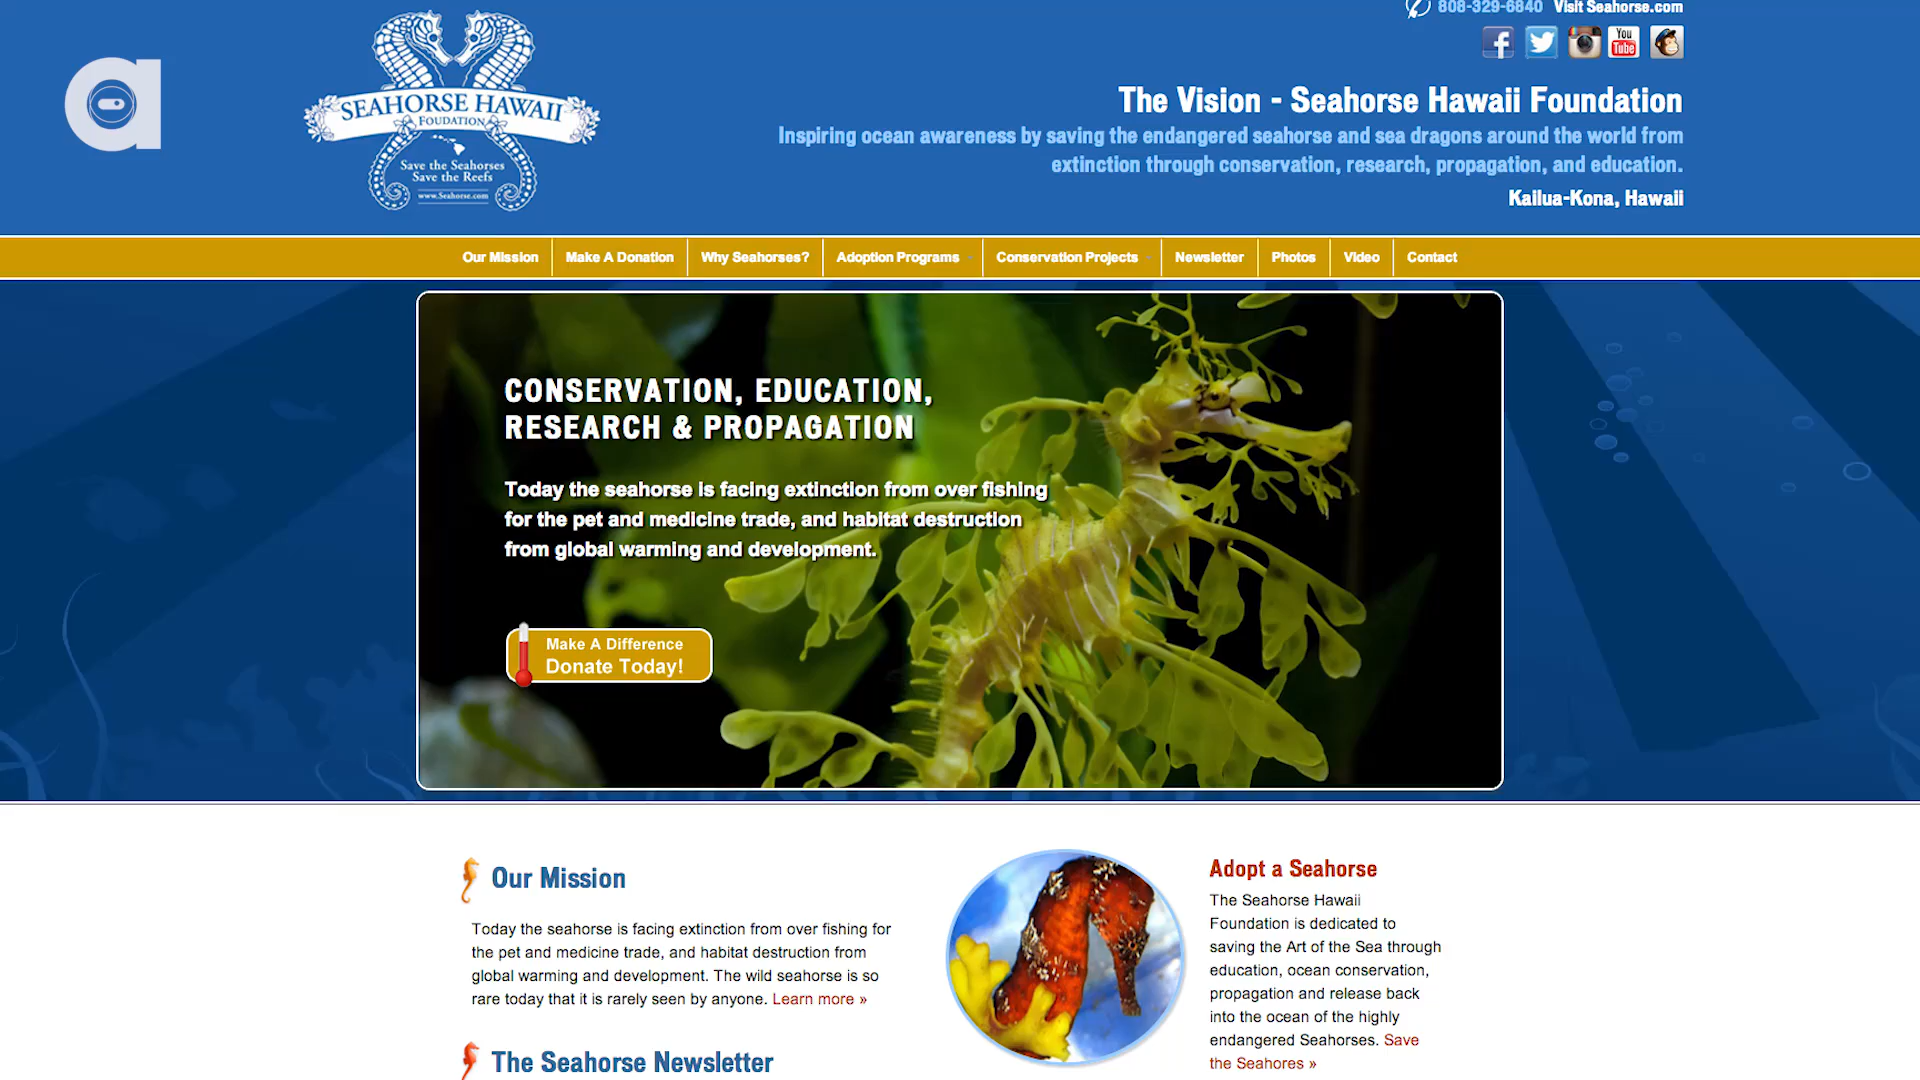 808-329-6840 Visit Seahorse.com
SEAHORSE HAWAII
FOUDATION
Save the Seahorses
Save the Reefs
www.Seahorse.com
You
Tube
The Vision - Seahorse Hawaii Foundation
Inspiring ocean awareness by saving the endangered seahorse and sea dragons around the world from
extinction through conservation, research, propagation, and education.
Kailua-Kona, Hawaii
Our Mission Make A Donation Why Seahorses? Adoption Programs Conservation Projects Newsletter Photos Video Contact
CONSERVATION, EDUCATION,
RESEARCH & PROPAGATION
Today the seahorse is facing extinction from over fishing
for the pet and medicine trade, and habitat destruction
from global warming and development.
Make A Difference
Donate Today!
Our Mission
Today the seahorse is facing extinction from over fishing for
the pet and medicine trade, and habitat destruction from
global warming and development. The wild seahorse is so
rare today that it is rarely seen by anyone. Learn more »
The Seahorse Newsletter
Adopt a Seahorse
The Seahorse Hawaii
Foundation is dedicated to
saving the Art of the Sea through
education, ocean conservation,
propagation and release back
into the ocean of the highly
endangered Seahorses. Save
the Seahores »